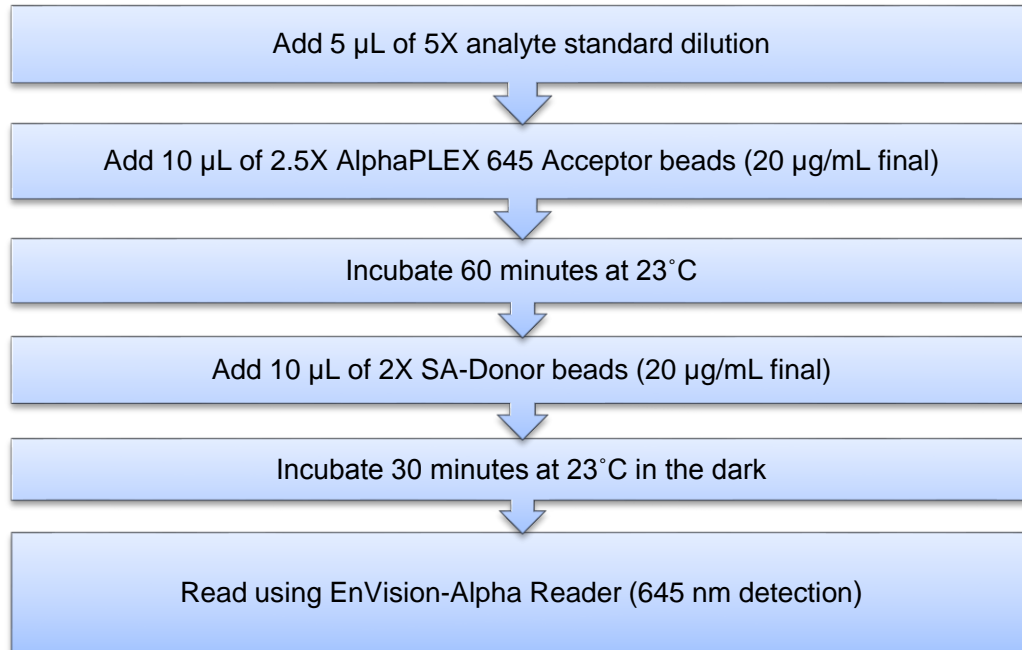 Add 5 µL of 5X analyte standard dilution
Add 10 µL of 2.5X AlphaPLEX 645 Acceptor beads (20 µg/mL final)
Incubate 60 minutes at 23˚C
Add 10 µL of 2X SA-Donor beads (20 µg/mL final)
Incubate 30 minutes at 23˚C in the dark
Read using EnVision-Alpha Reader (645 nm detection)